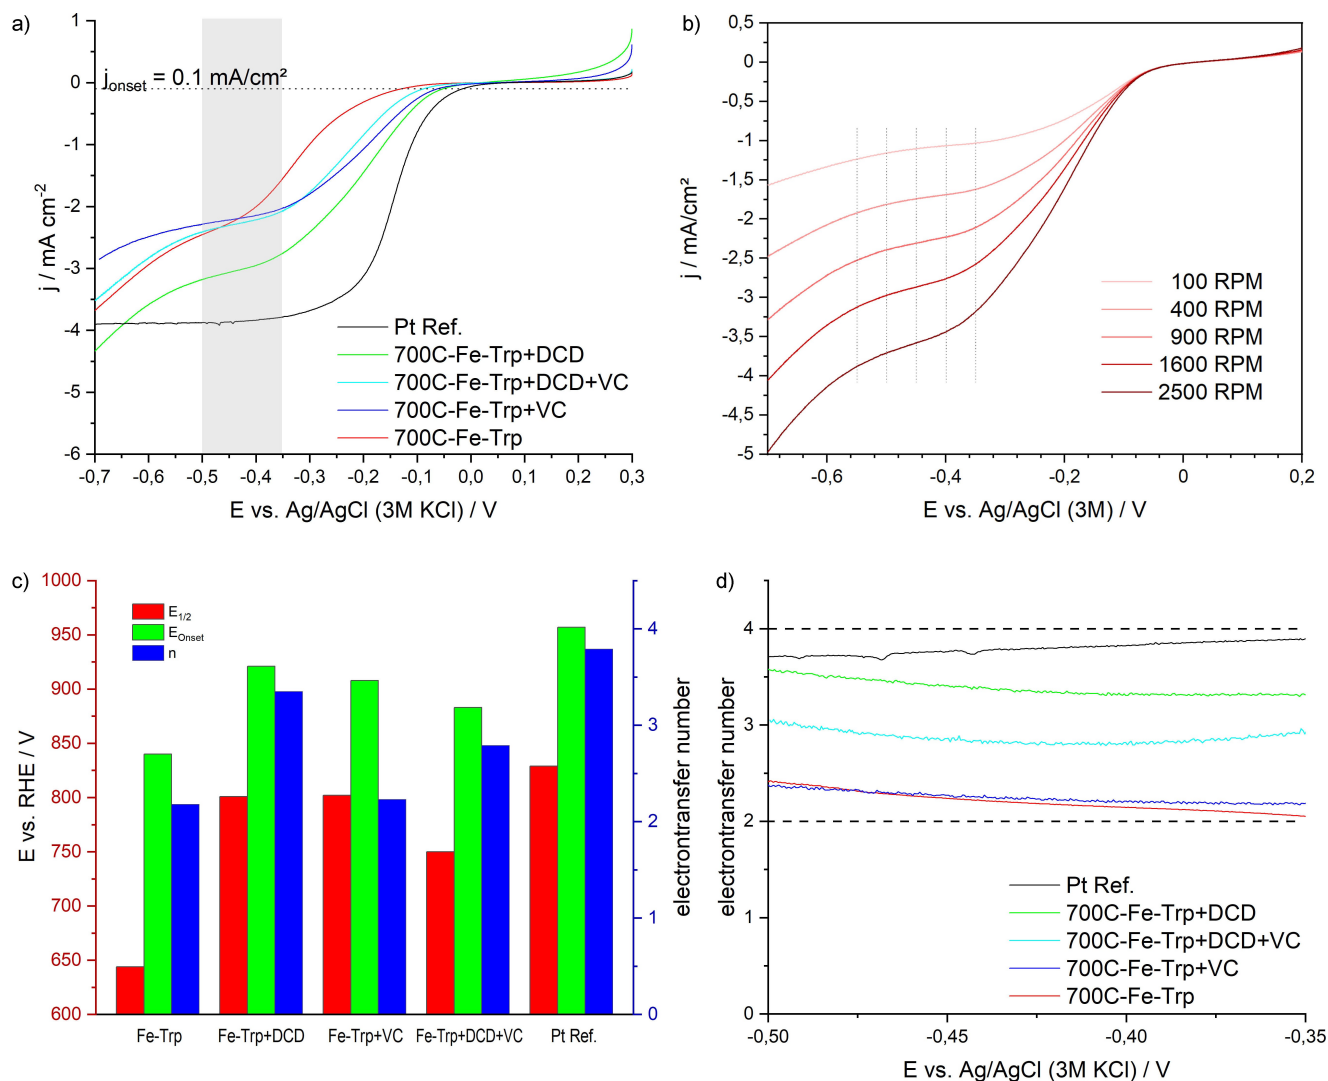 a)
1
0
-1
-2
-3
-4
-5
-6
j / mA cm⁻²
jonset = 0.1 mA/cm²
Pt Ref.
700C-Fe-Trp+DCD
700C-Fe-Trp+DCD+VC
700C-Fe-Trp+VC
700C-Fe-Trp
-0,7 -0,6 -0,5 -0,4 -0,3 -0,2 -0,1 0,0 0,1 0,2 0,3
E vs. Ag/AgCl (3M KCl) / V
b)
0,5
0
-0,5
-1
-1,5
-2
-2,5
-3
-3,5
-4
-4,5
-5
j / mA/cm²
100 RPM
400 RPM
900 RPM
1600 RPM
2500 RPM
-0,6 -0,4 -0,2 0 0,2
E vs. Ag/AgCl (3M) / V
c)
1000
950
900
850
800
750
700
650
600
E vs. RHE / V
E1/2
EOnset
n
4
3
2
1
0
electrontransfer number
Fe-Trp Fe-Trp+DCD Fe-Trp+VC Fe-Trp+DCD+VC Pt Ref.
d)
4
3
2
1
0
electrontransfer number
Pt Ref.
700C-Fe-Trp+DCD
700C-Fe-Trp+DCD+VC
700C-Fe-Trp+VC
700C-Fe-Trp
-0,50 -0,45 -0,40 -0,35
E vs. Ag/AgCl (3M KCl) / V